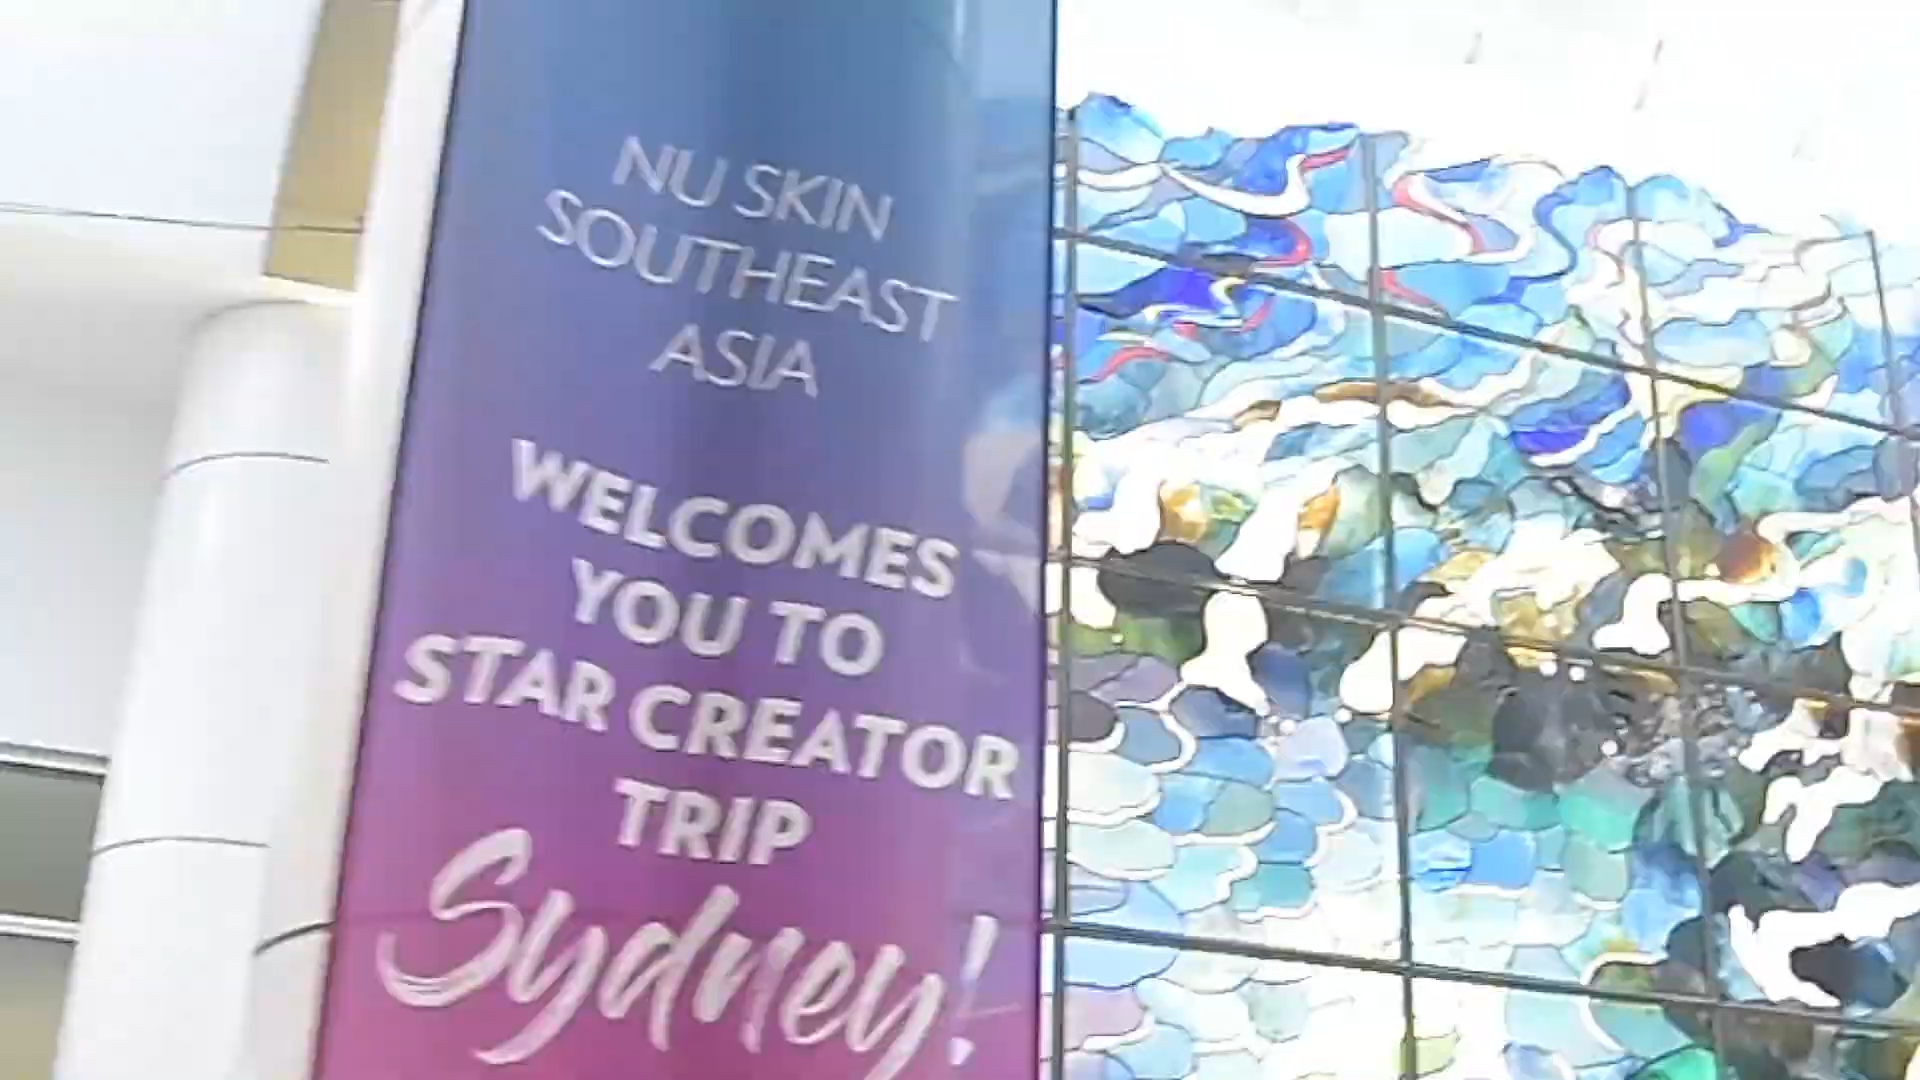 NU SKIN
SOUTHEAST
ASIA
WELCOMES
YOU TO
STAR CREATOR
TRIP
Sydney!